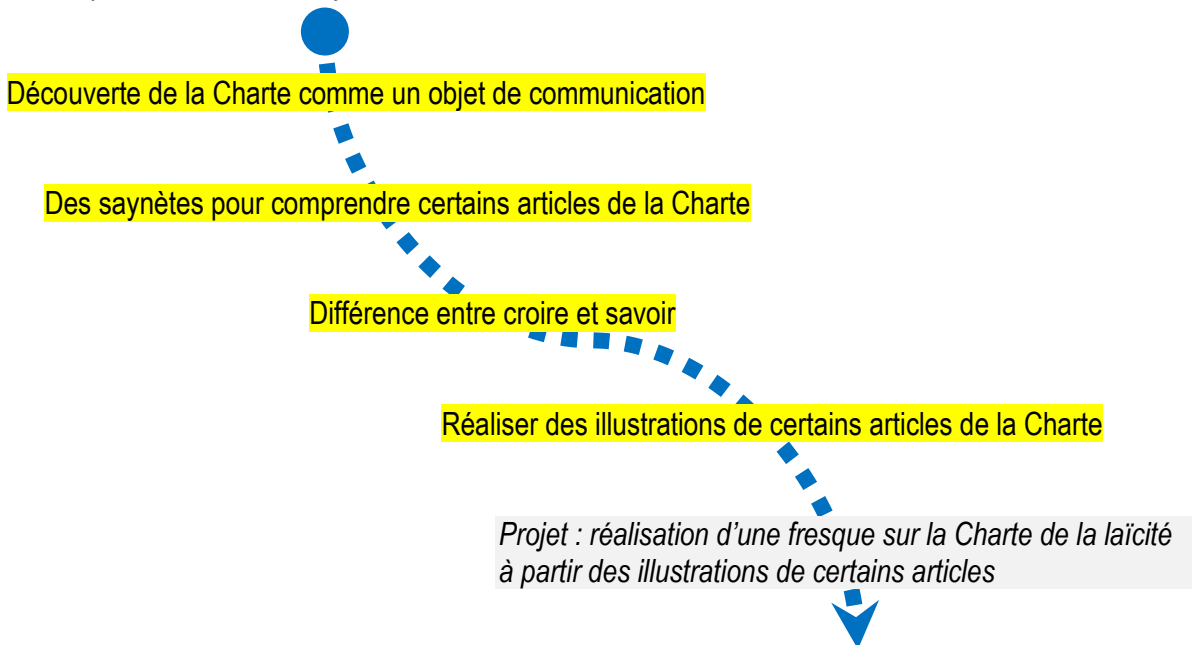 Découverte de la Charte comme un objet de communication
Des saynètes pour comprendre certains articles de la Charte
Différence entre croire et savoir
Réaliser des illustrations de certains articles de la Charte
Projet : réalisation d’une fresque sur la Charte de la laïcité
à partir des illustrations de certains articles